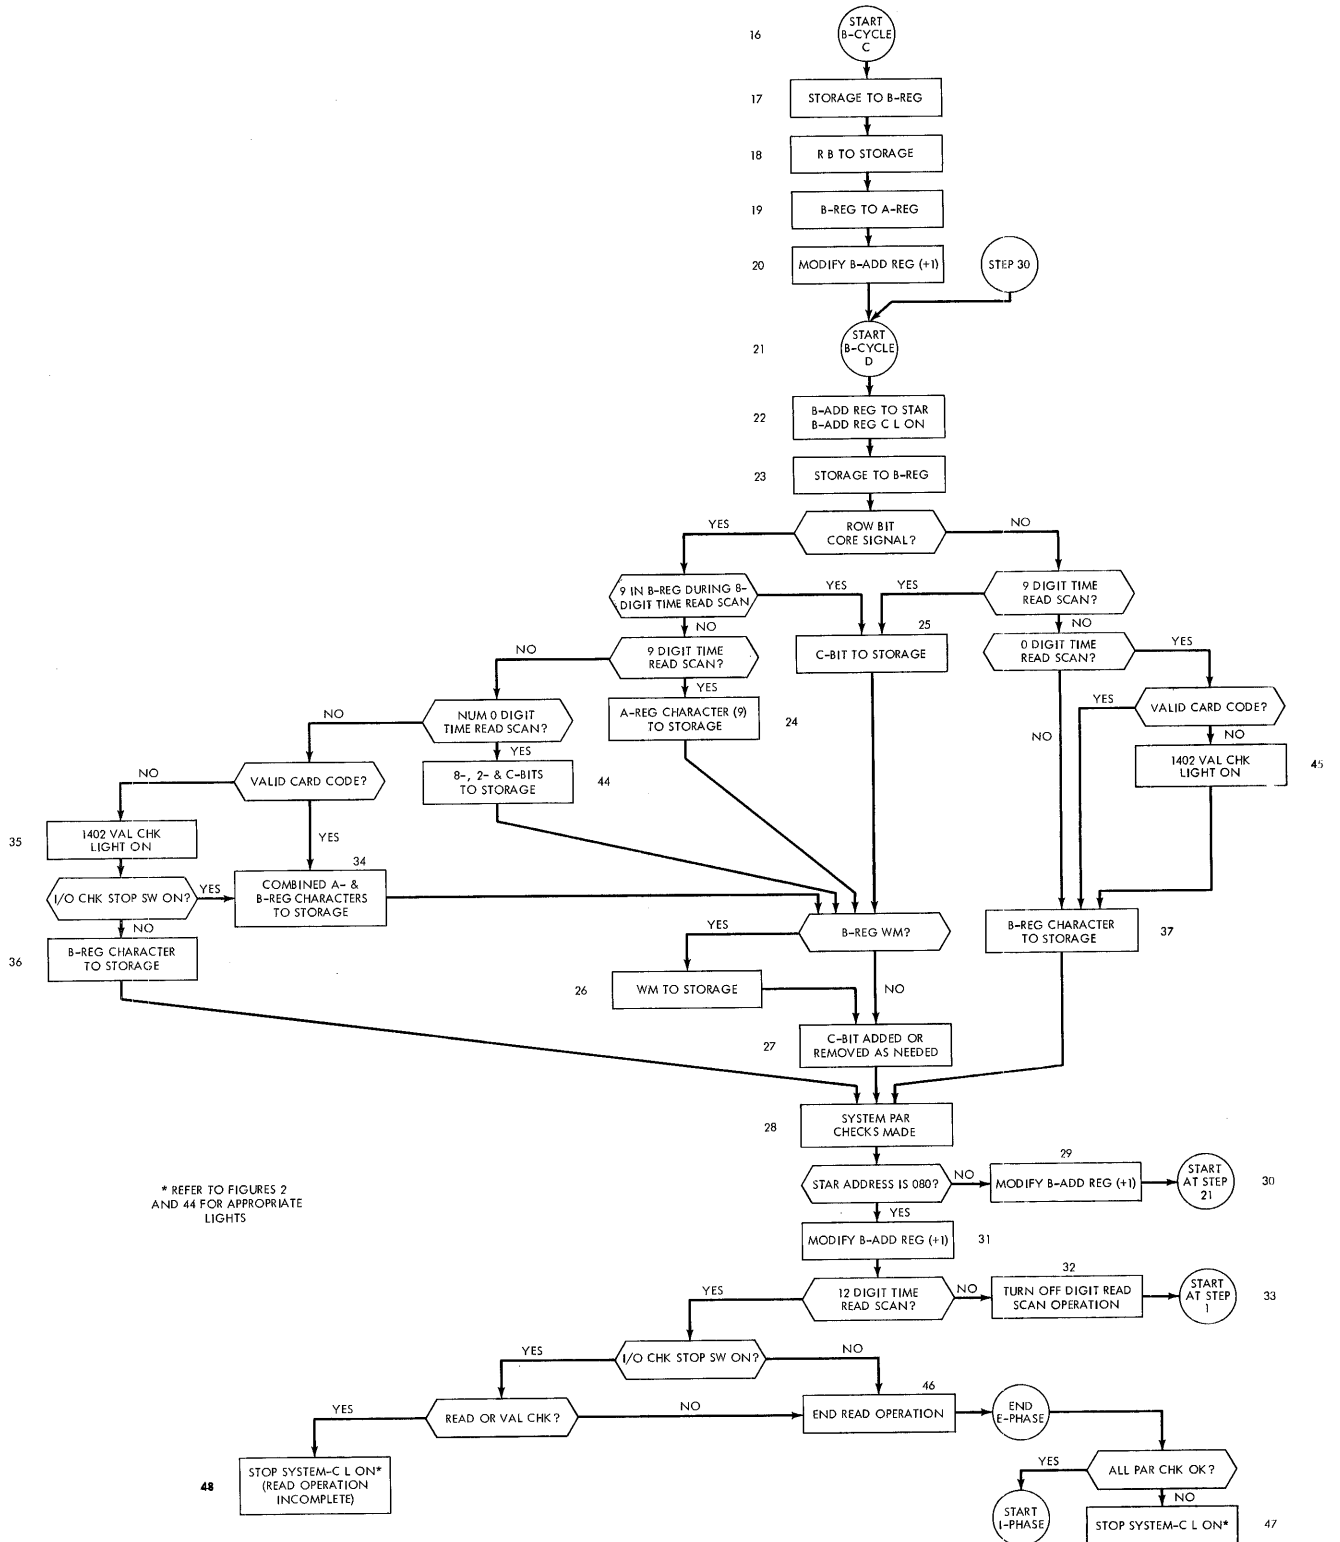 START
B-CYCLE
C
16
STORAGE TO B-REG
17
R B TO STORAGE
18
B-REG TO A-REG
19
MODIFY B-ADD REG (+1)
20
STEP 30
START
B-CYCLE
D
21
B-ADD REG TO STAR
B-ADD REG C L ON
22
STORAGE TO B-REG
23
ROW BIT
CORE SIGNAL?
YES
NO
9 IN B-REG DURING 8-
DIGIT TIME READ SCAN
YES
NO
9 DIGIT TIME
READ SCAN?
YES
NO
25
C-BIT TO STORAGE
9 DIGIT TIME
READ SCAN?
NO
YES
0 DIGIT TIME
READ SCAN?
YES
NO
A-REG CHARACTER (9)
TO STORAGE
24
NUM 0 DIGIT
TIME READ SCAN?
NO
YES
VALID CARD CODE?
YES
NO
1402 VAL CHK
LIGHT ON
45
8-, 2- & C-BITS
TO STORAGE
44
VALID CARD CODE?
NO
YES
35
1402 VAL CHK
LIGHT ON
34
COMBINED A- &
B-REG CHARACTERS
TO STORAGE
I/O CHK STOP SW ON?
YES
NO
36
B-REG CHARACTER
TO STORAGE
B-REG WM?
YES
NO
B-REG CHARACTER
TO STORAGE
37
26
WM TO STORAGE
27
C-BIT ADDED OR
REMOVED AS NEEDED
28
SYSTEM PAR
CHECKS MADE
STAR ADDRESS IS 080?
NO
YES
29
MODIFY B-ADD REG (+1)
START
AT STEP
21
30
* REFER TO FIGURES 2
AND 44 FOR APPROPRIATE
LIGHTS
MODIFY B-ADD REG (+1)
31
12 DIGIT TIME
READ SCAN?
YES
NO
32
TURN OFF DIGIT READ
SCAN OPERATION
START
AT STEP
1
33
I/O CHK STOP SW ON?
YES
NO
READ OR VAL CHK?
YES
NO
46
END READ OPERATION
END
E-PHASE
48
STOP SYSTEM-C L ON*
(READ OPERATION
INCOMPLETE)
ALL PAR CHK OK?
YES
NO
START
I-PHASE
STOP SYSTEM-C L ON*
47